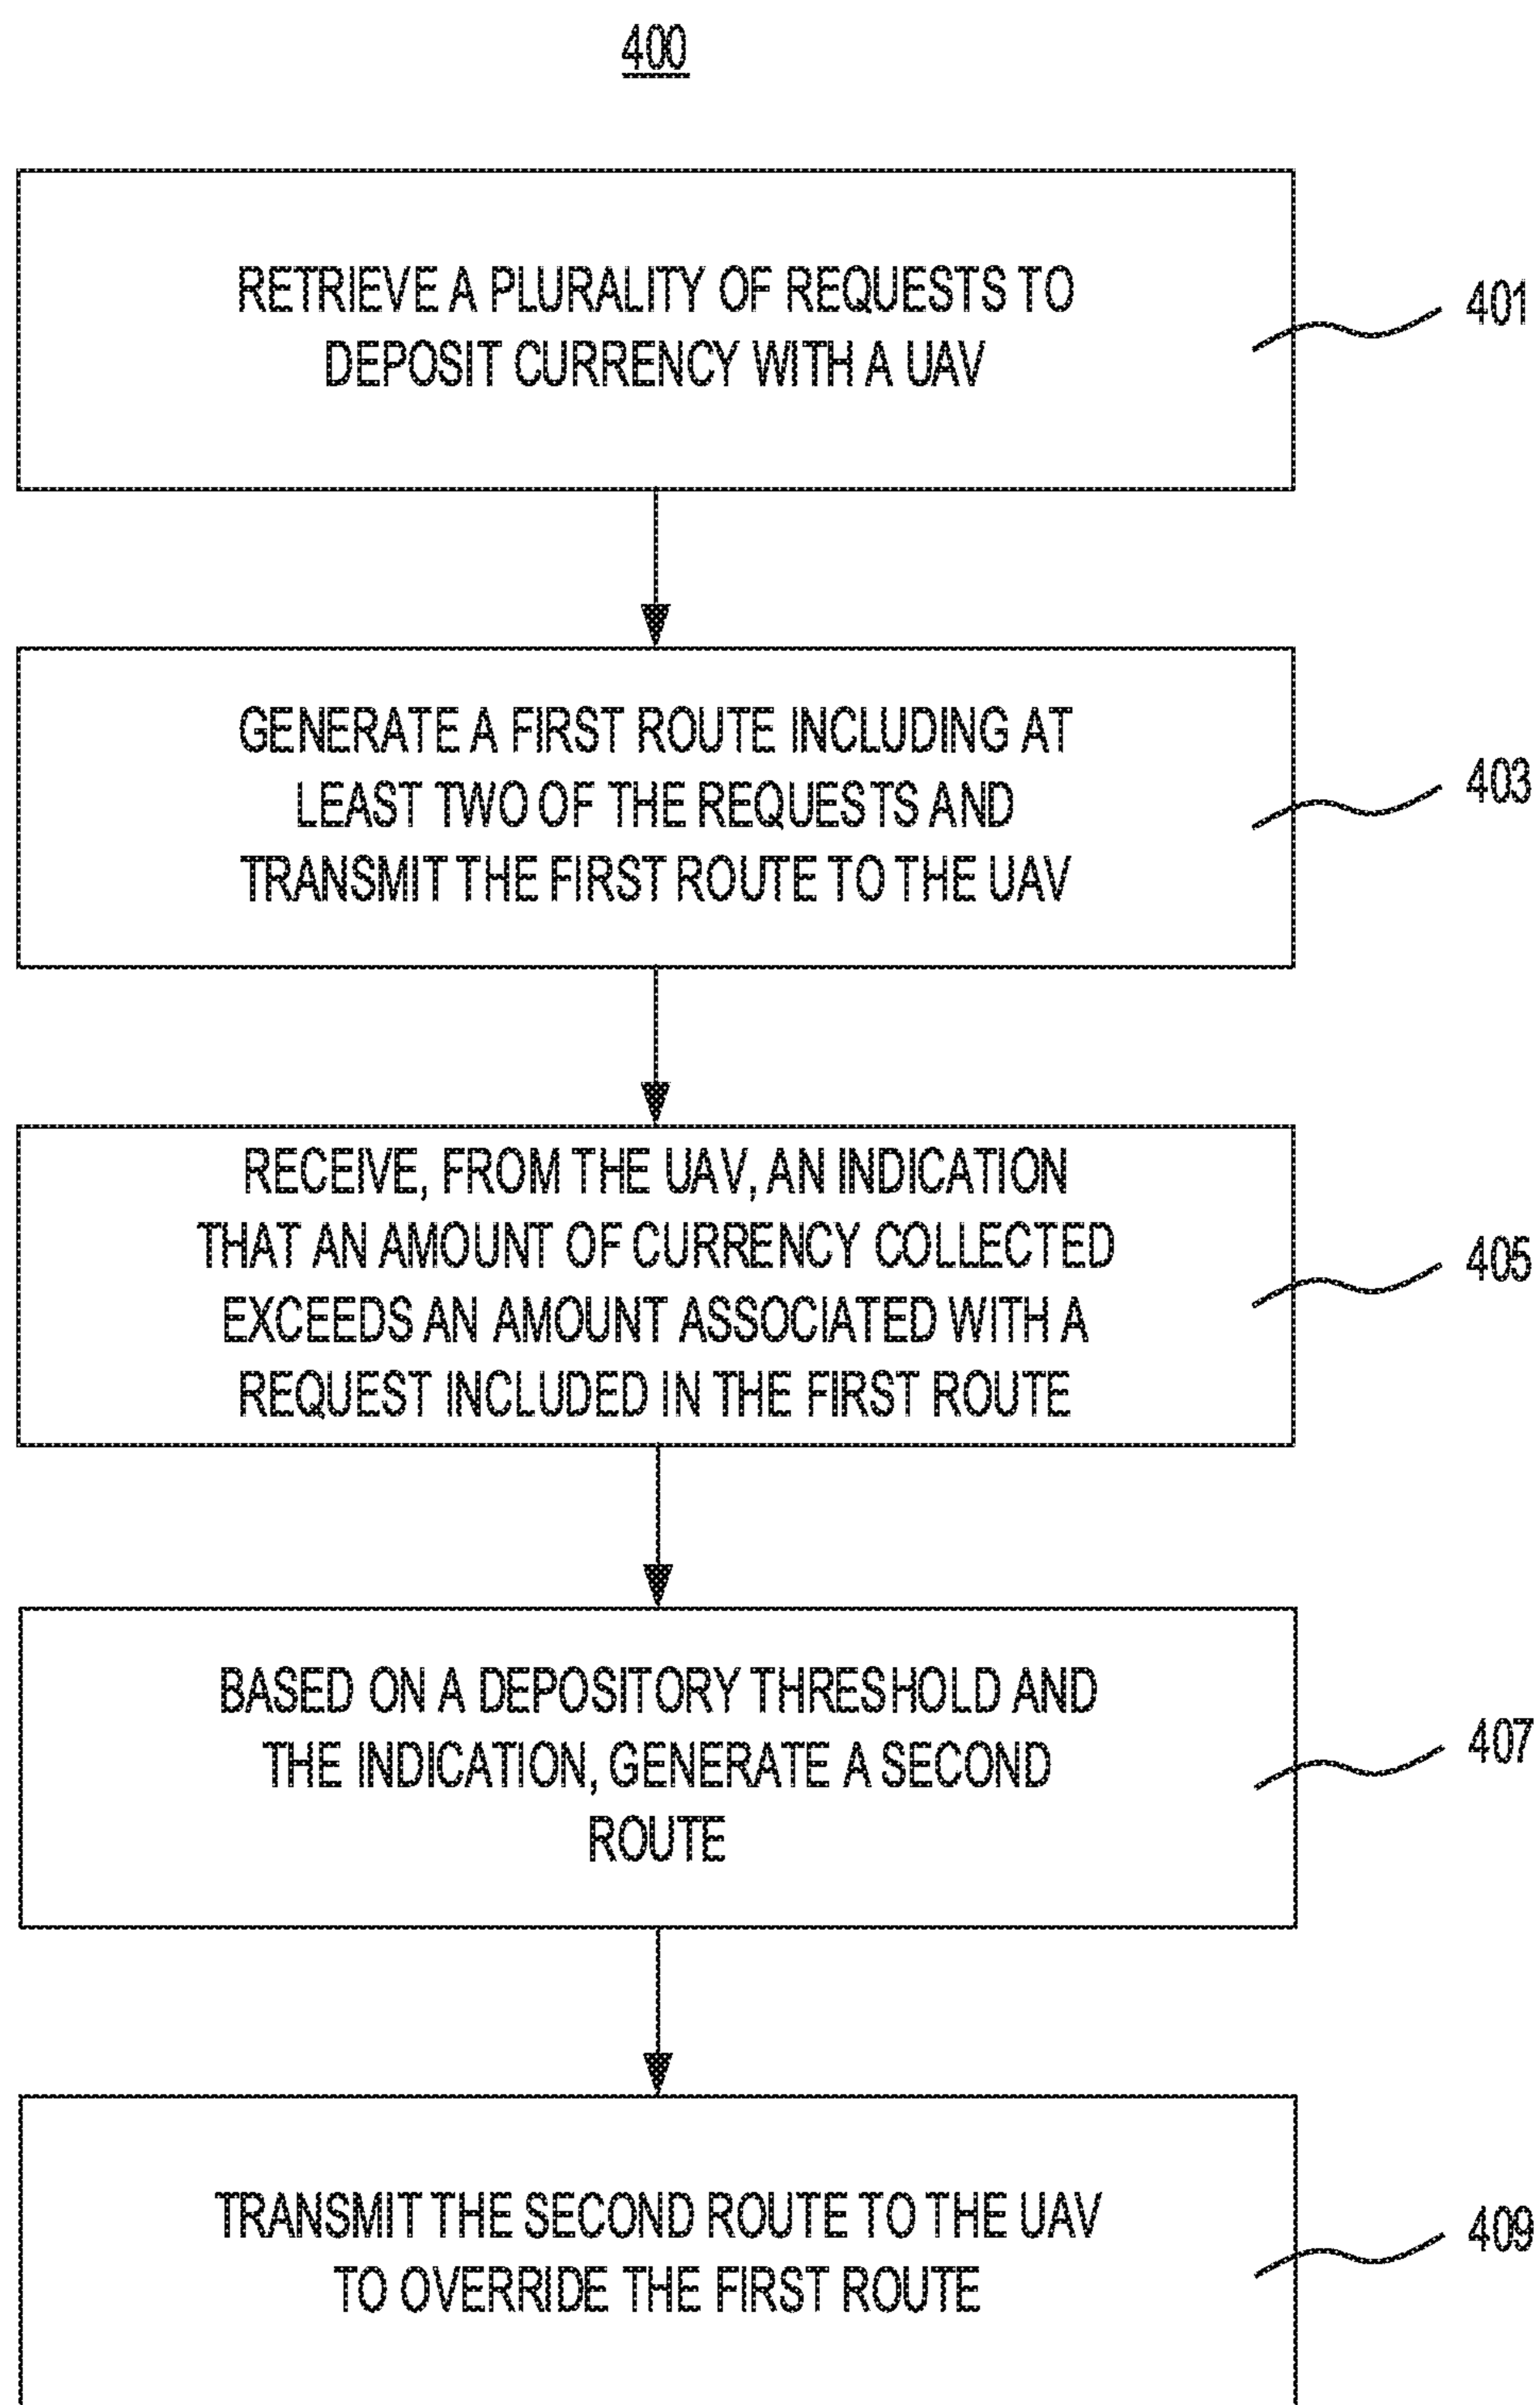 400
RETRIEVE A PLURALITY OF REQUESTS TO
DEPOSIT CURRENCY WITH A UAV
401
GENERATE A FIRST ROUTE INCLUDING AT
LEAST TWO OF THE REQUESTS AND
TRANSMIT THE FIRST ROUTE TO THE UAV
403
RECEIVE, FROM THE UAV, AN INDICATION
THAT AN AMOUNT OF CURRENCY COLLECTED
EXCEEDS AN AMOUNT ASSOCIATED WITH A
REQUEST INCLUDED IN THE FIRST ROUTE
405
BASED ON A DEPOSITORY THRESHOLD AND
THE INDICATION, GENERATE A SECOND
ROUTE
407
TRANSMIT THE SECOND ROUTE TO THE UAV
TO OVERRIDE THE FIRST ROUTE
409